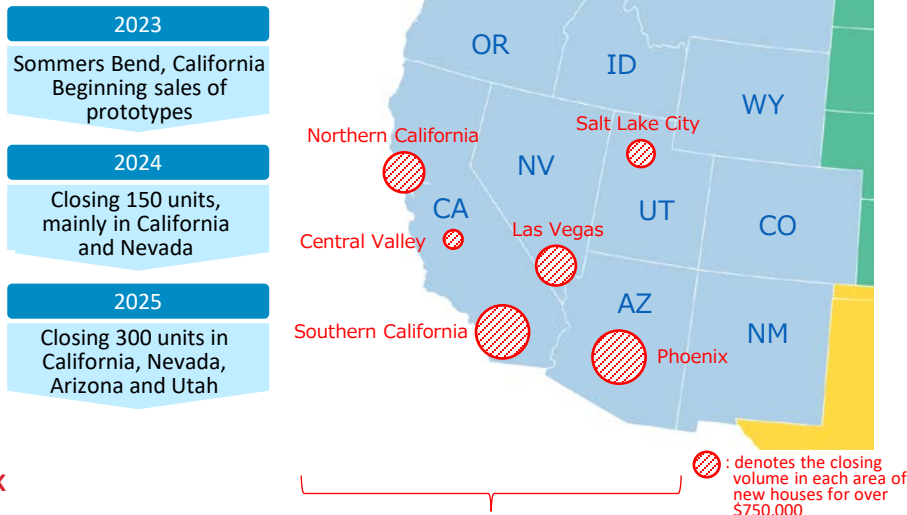 2023
Sommers Bend, California
Beginning sales of
prototypes
2024
Closing 150 units,
mainly in California
and Nevada
2025
Closing 300 units in
California, Nevada,
Arizona and Utah
OR
ID
WY
Northern California
Salt Lake City
NV
CA
UT
CO
Central Valley
Las Vegas
AZ
NM
Southern California
Phoenix
: denotes the closing
volume in each area of
new houses for over
$750,000